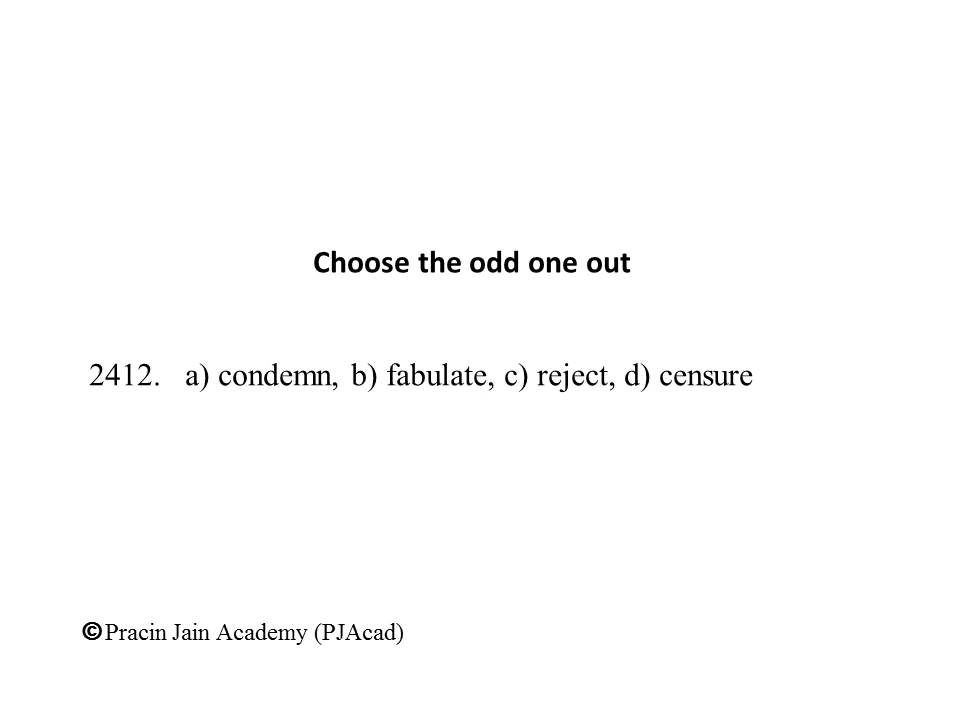 Choose the odd one out
2412. a) condemn, b) fabulate, c) reject, d) censure
©Pracin Jain Academy (PJAcad)